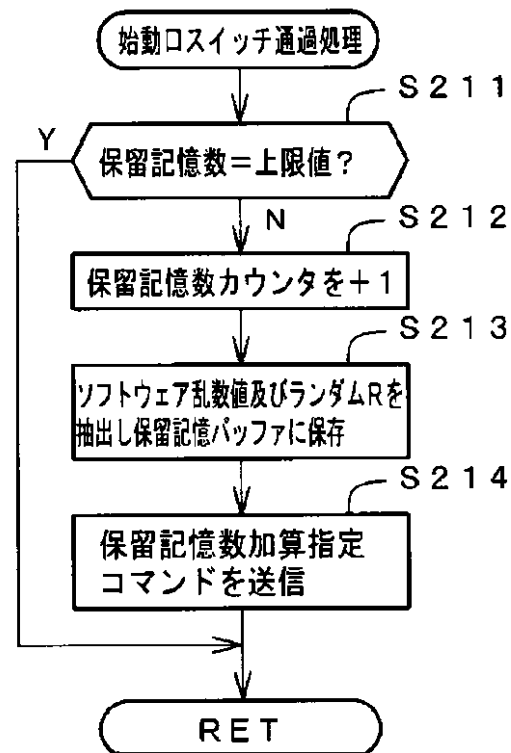 始動口スイッチ通過処理
S211
Y
保留記憶数＝上限値？
N
S212
保留記憶数カウンタを＋1
S213
ソフトウェア乱数値及びランダムRを
抽出し保留記憶バッファに保存
S214
保留記憶数加算指定
コマンドを送信
RET